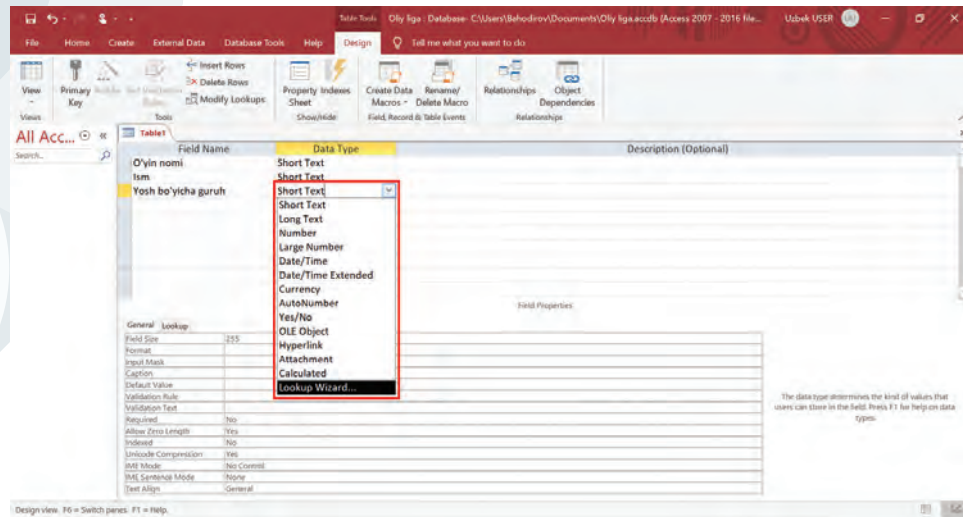 Table Tools Oliy liga : Database- C:\Users\Bahodirov\Documents\Oliy liga.accdb (Access 2007 - 2016 file... Uzbek USER UU
File Home Create External Data Database Tools Help Design Tell me what you want to do
View
Primary Key
Insert Rows
Delete Rows
Modify Lookups
Property Sheet
Indexes
Create Data Macros
Rename/ Delete Macro
Relationships
Object Dependencies
Views Tools Show/Hide Field, Record & Table Events Relationships
All Acc...
Search..
Table1
Field Name Data Type Description (Optional)
O'yin nomi Short Text
Ism Short Text
Yosh bo'yicha guruh Short Text
Short Text
Long Text
Number
Large Number
Date/Time
Date/Time Extended
Currency
AutoNumber
Yes/No
OLE Object
Hyperlink
Attachment
Calculated
Lookup Wizard...
Field Properties
General Lookup
Field Size 255
Format
Input Mask
Caption
Default Value
Validation Rule
Validation Text
Required No
Allow Zero Length Yes
Indexed No
Unicode Compression Yes
IME Mode No Control
IME Sentence Mode None
Text Align General
The data type determines the kind of values that
users can store in the field. Press F1 for help on data
types.
Design view. F6 = Switch panes. F1 = Help.